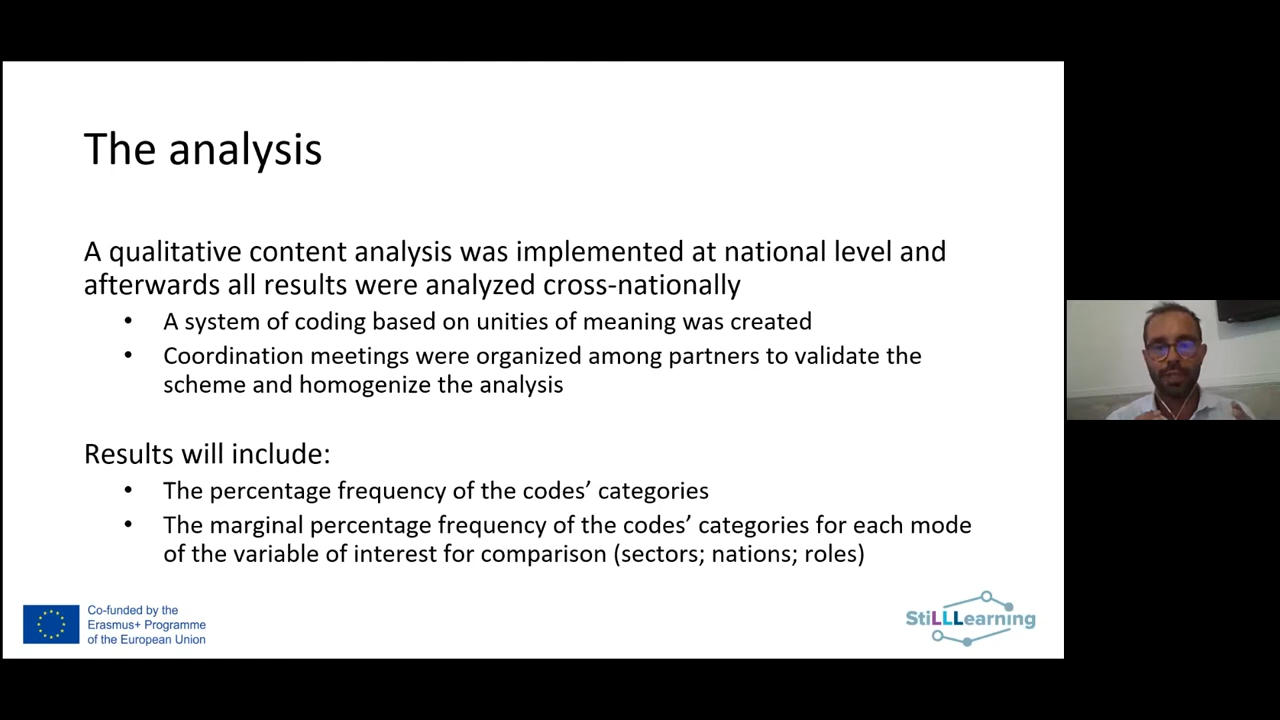 The analysis
A qualitative content analysis was implemented at national level and
afterwards all results were analyzed cross-nationally
• A system of coding based on unities of meaning was created
• Coordination meetings were organized among partners to validate the
scheme and homogenize the analysis
Results will include:
• The percentage frequency of the codes’ categories
• The marginal percentage frequency of the codes’ categories for each mode
of the variable of interest for comparison (sectors; nations; roles)
Co-funded by the
Erasmus+ Programme
of the European Union
StiLLLearning